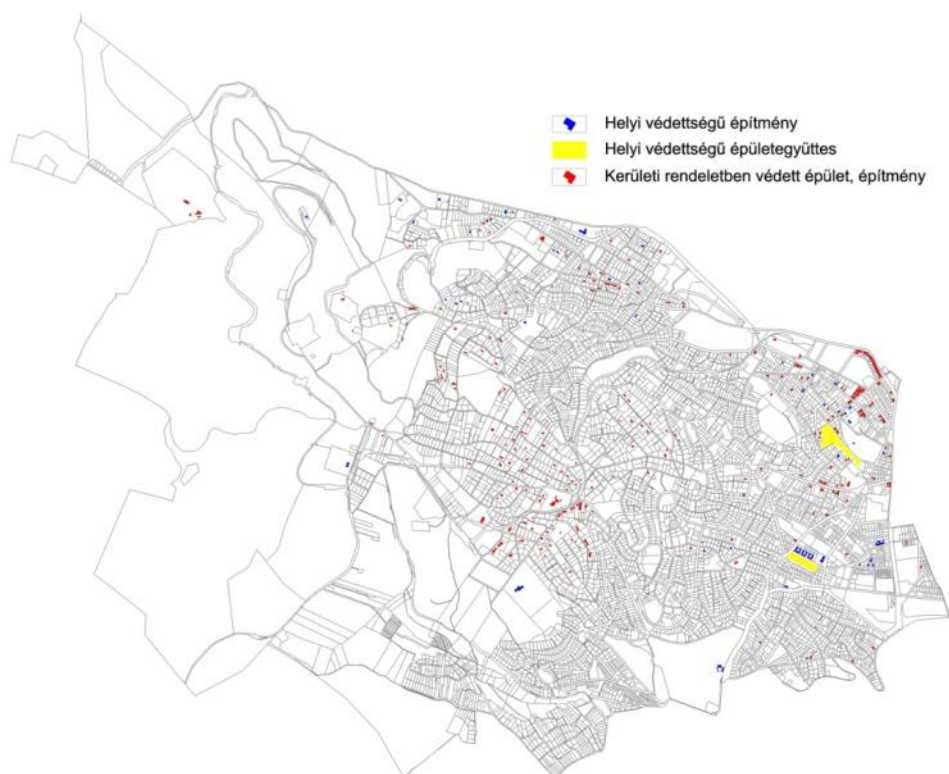 Helyi védettségű építmény
Helyi védettségű épületegyüttes
Kerületi rendeletben védett épület, építmény